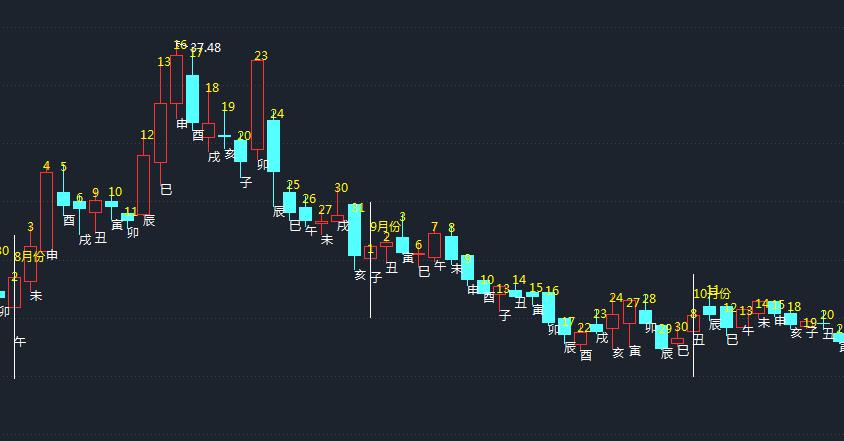 30
卯
8月份
2
午
3
未
4
申
5
酉
6
戌
9
丑
10
寅
11
卯
12
辰
13
巳
16
37.48
申
17
酉
18
戌
19
亥
20
子
23
卯
24
辰
25
巳
26
午
27
未
30
戌
31
亥
9月份
1
子
2
丑
3
寅
6
巳
7
午
8
未
9
申
10
酉
13
子
14
丑
15
寅
16
卯
17
辰
22
酉
23
戌
24
亥
27
寅
28
卯
29
辰
30
巳
10月份
8
丑
11
辰
12
巳
13
午
14
未
15
申
18
亥
19
子
20
丑